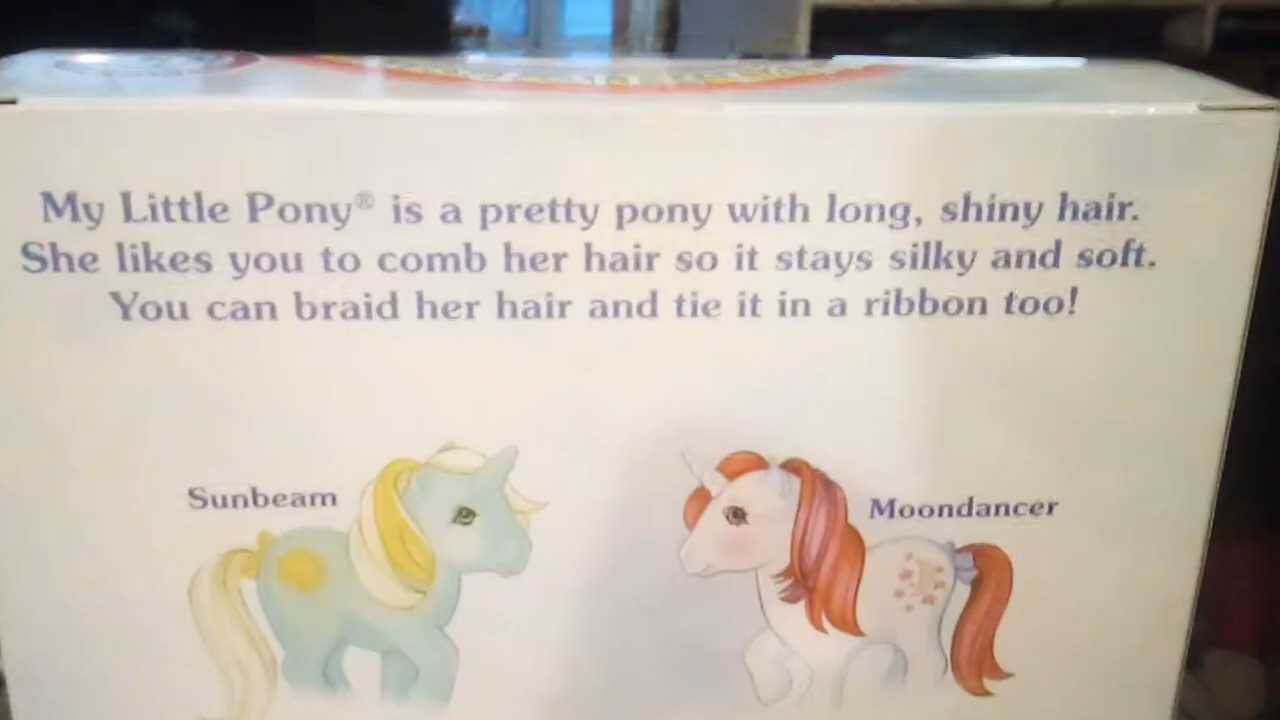 My Little Pony® is a pretty pony with long, shiny hair.
She likes you to comb her hair so it stays silky and soft.
You can braid her hair and tie it in a ribbon too!
Sunbeam
Moondancer